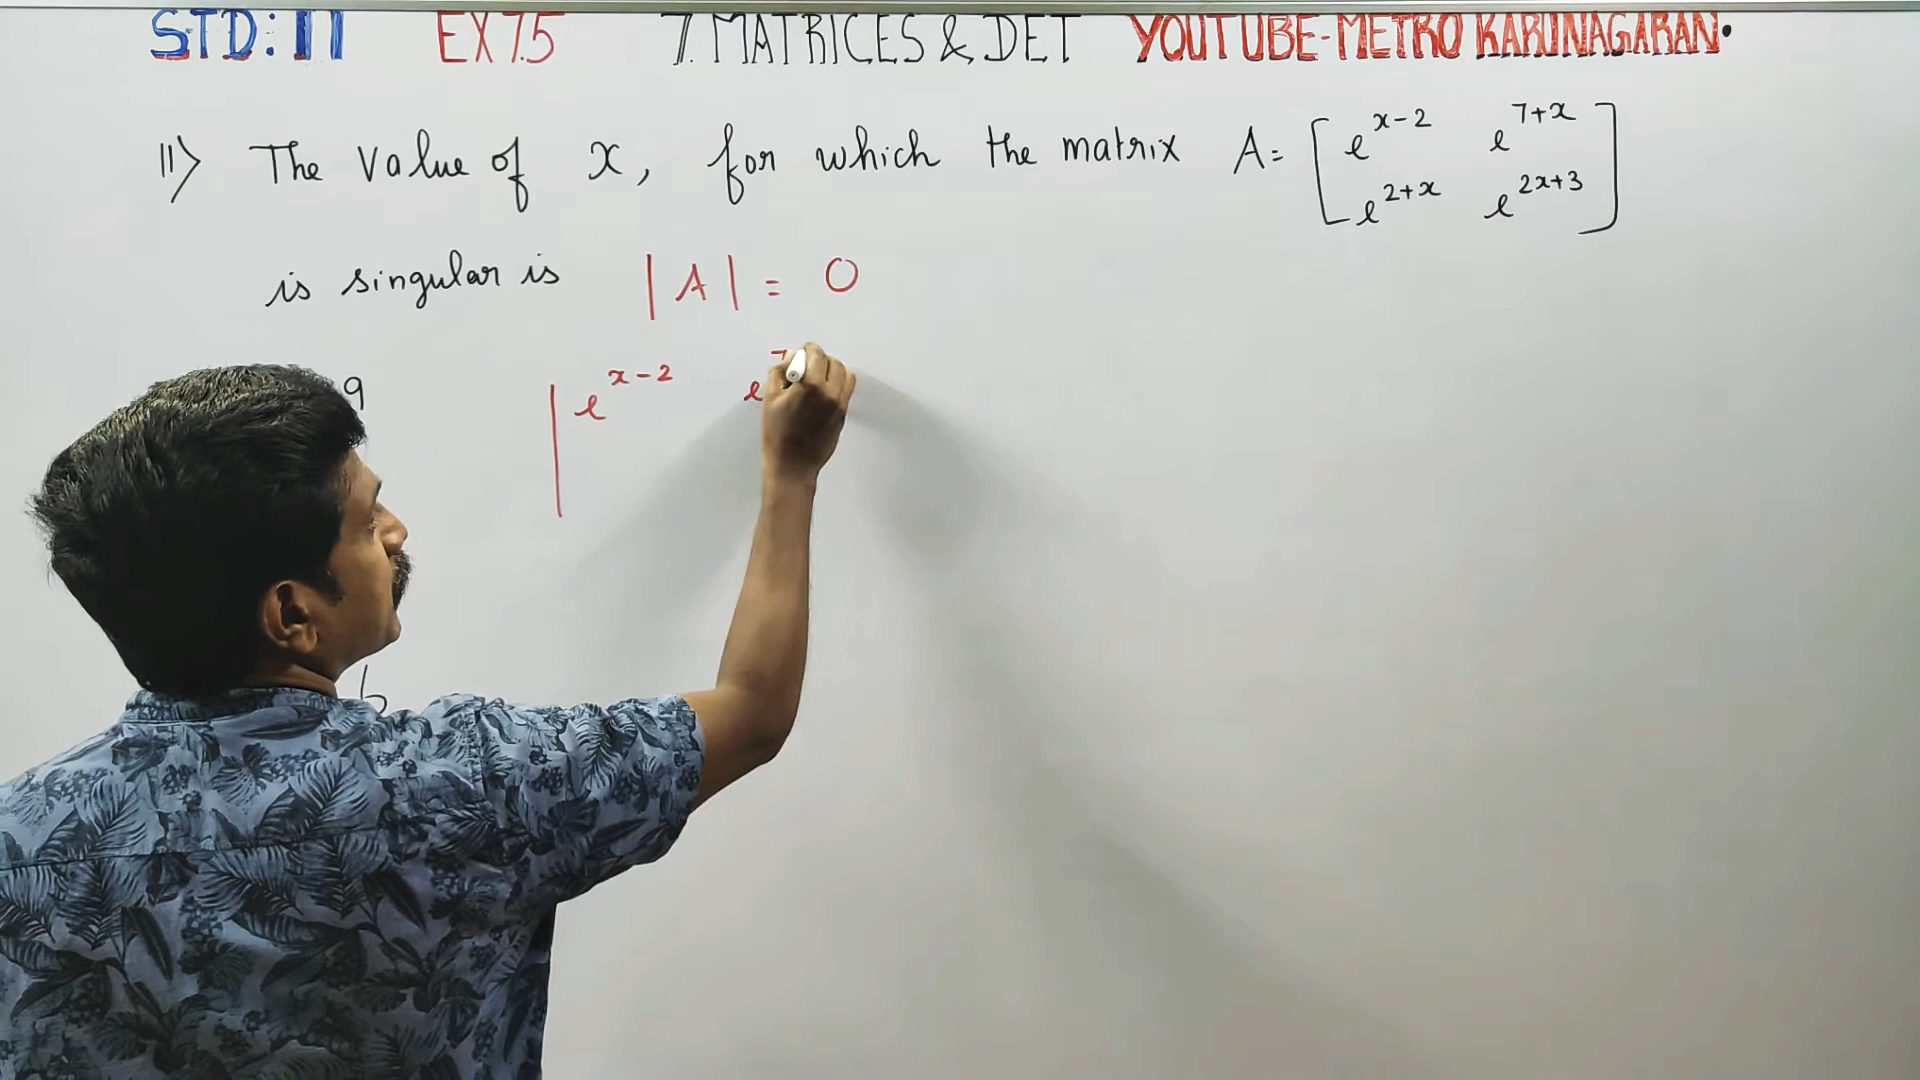 STD: 11 EX 7.5 7. MATRICES & DET YOUTUBE-METRO KARUNAGARAN.
11) The value of x, for which the matrix A = [ e^{x-2} e^{7+x}
e^{2+x} e^{2x+3} ]
is singular is |A| = 0
9
| e^{x-2} e^7
b